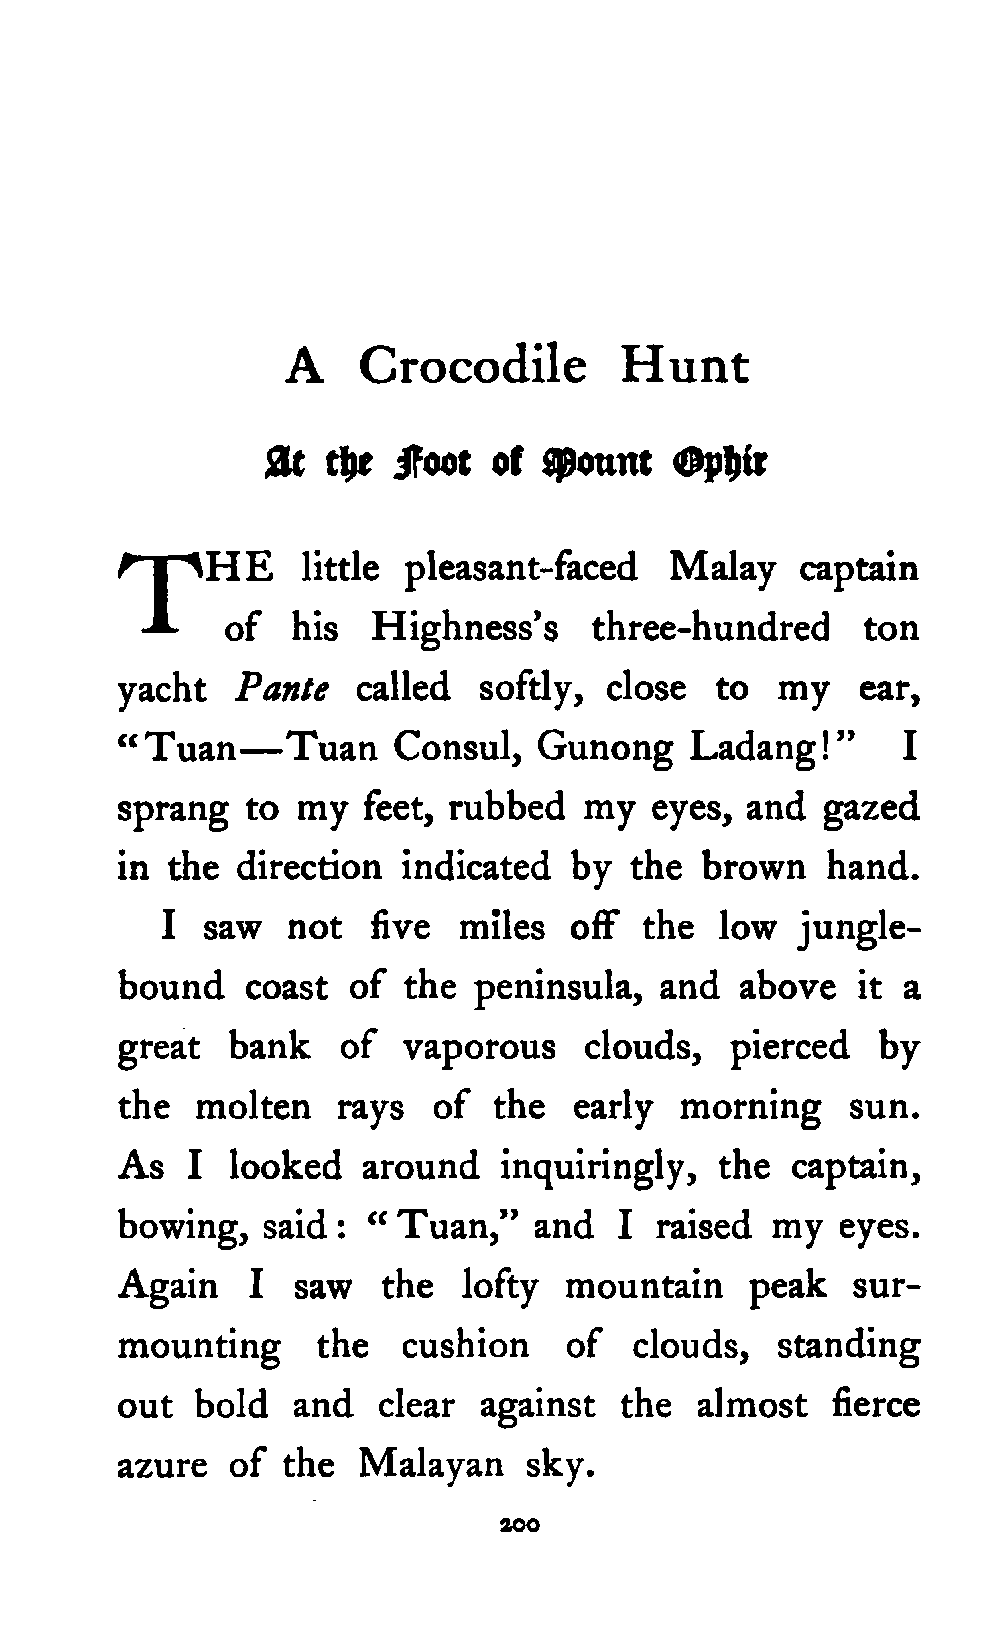 A Crocodile Hunt
At the Foot of Mount Ophir
THE little pleasant-faced Malay captain
of his Highness's three-hundred ton
yacht Pante called softly, close to my ear,
“Tuan—Tuan Consul, Gunong Ladang!” I
sprang to my feet, rubbed my eyes, and gazed
in the direction indicated by the brown hand.
I saw not five miles off the low jungle-
bound coast of the peninsula, and above it a
great bank of vaporous clouds, pierced by
the molten rays of the early morning sun.
As I looked around inquiringly, the captain,
bowing, said: “Tuan,” and I raised my eyes.
Again I saw the lofty mountain peak sur-
mounting the cushion of clouds, standing
out bold and clear against the almost fierce
azure of the Malayan sky.
200